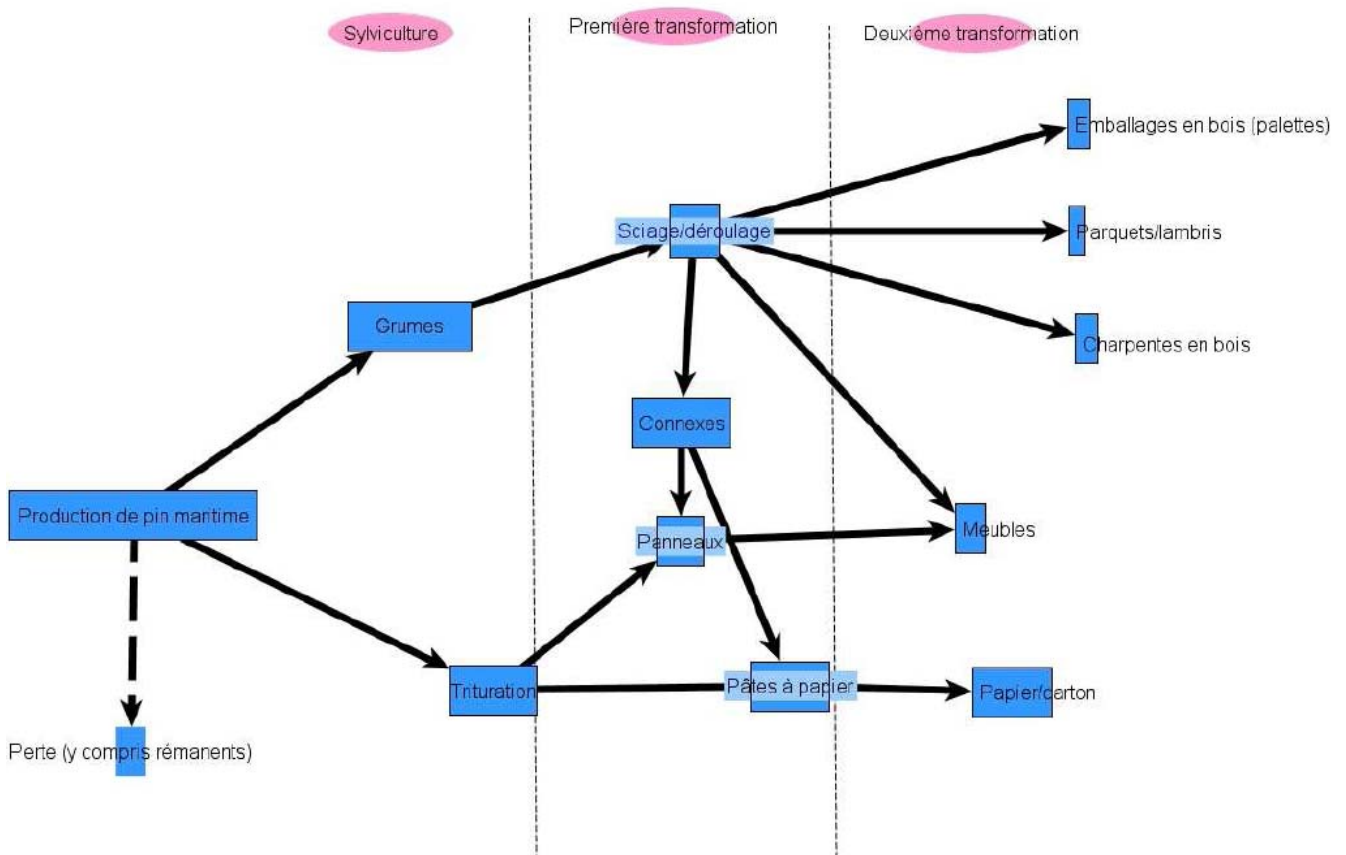 Sylviculture
Première transformation
Deuxième transformation
Emballages en bois (palettes)
Sciage/déroulage
Parquets/lambris
Grumes
Charpentes en bois
Connexes
Production de pin maritime
Panneaux
Meubles
Trituration
Pâtes à papier
Papier/carton
Perte (y compris rémanents)